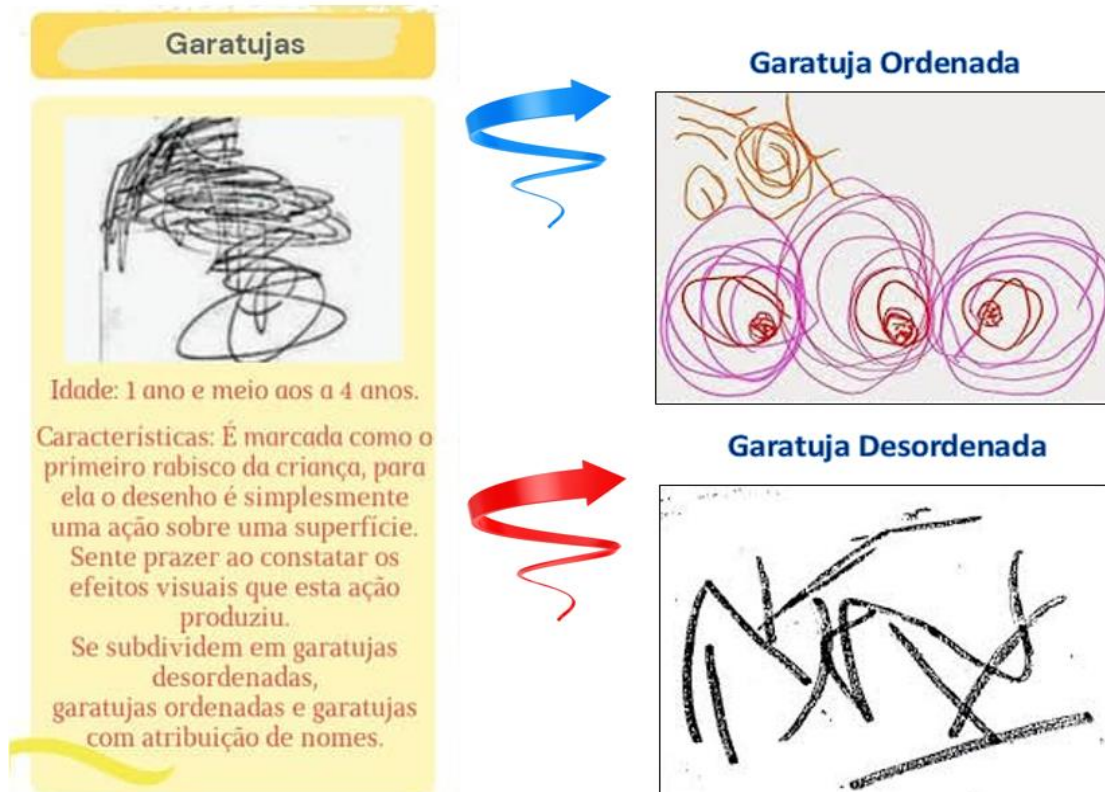 Garatujas
Idade: 1 ano e meio aos a 4 anos.
Características: É marcada como o
primeiro rabisco da criança, para
ela o desenho é simplesmente
uma ação sobre uma superfície.
Sente prazer ao constatar os
efeitos visuais que esta ação
produziu.
Se subdividem em garatujas
desordenadas,
garatujas ordenadas e garatujas
com atribuição de nomes.
Garatuja Ordenada
Garatuja Desordenada